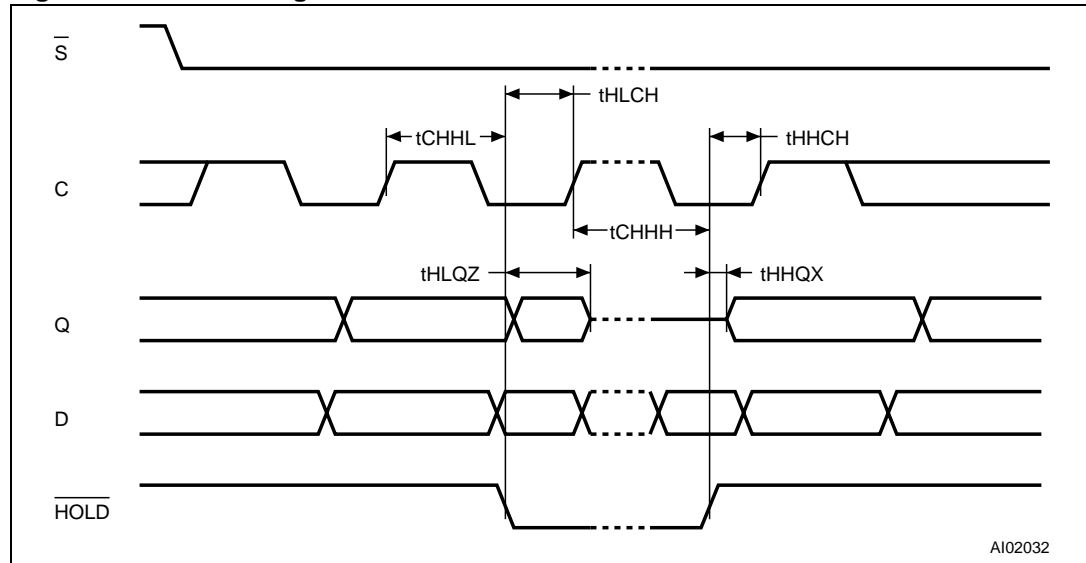 S
tHLCH
tCHHL
tHHCH
C
tCHHH
tHLQZ
tHHQX
Q
D
HOLD
AI02032